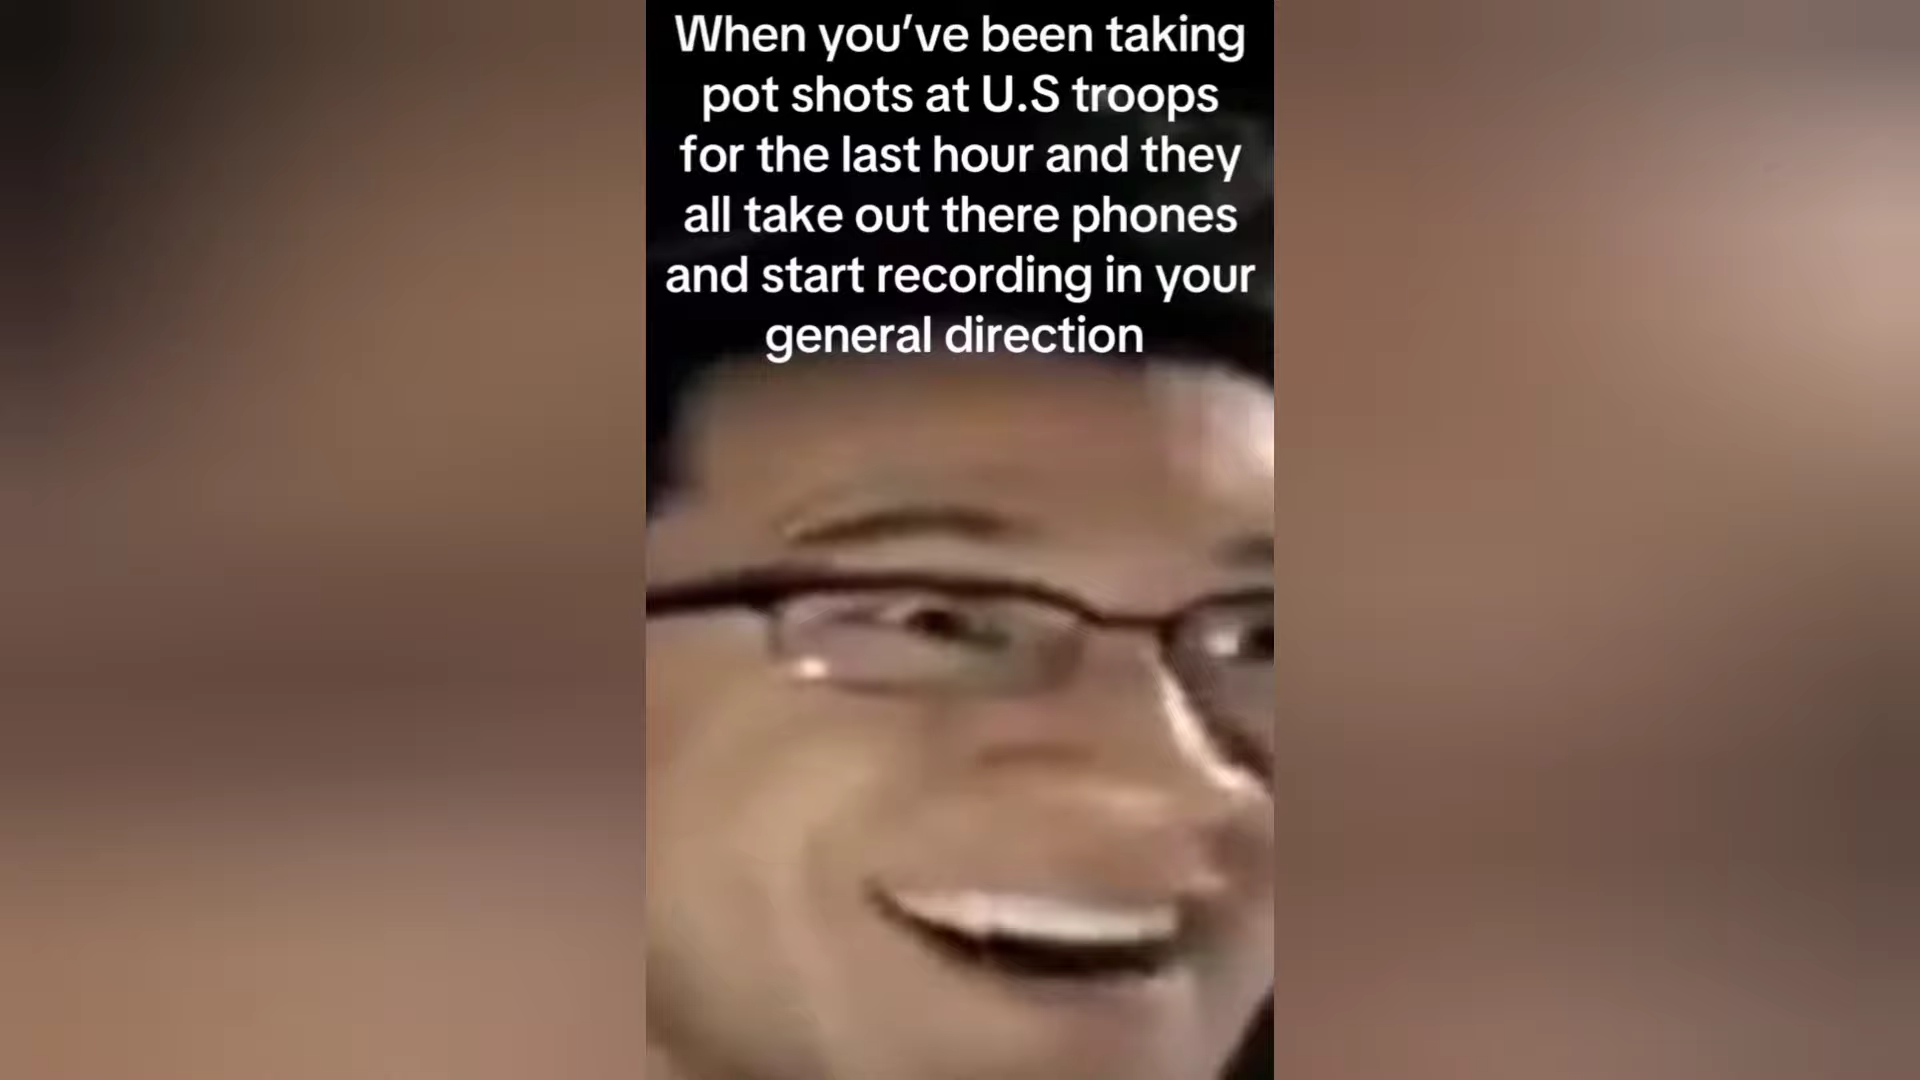 When you’ve been taking
pot shots at U.S troops
for the last hour and they
all take out there phones
and start recording in your
general direction